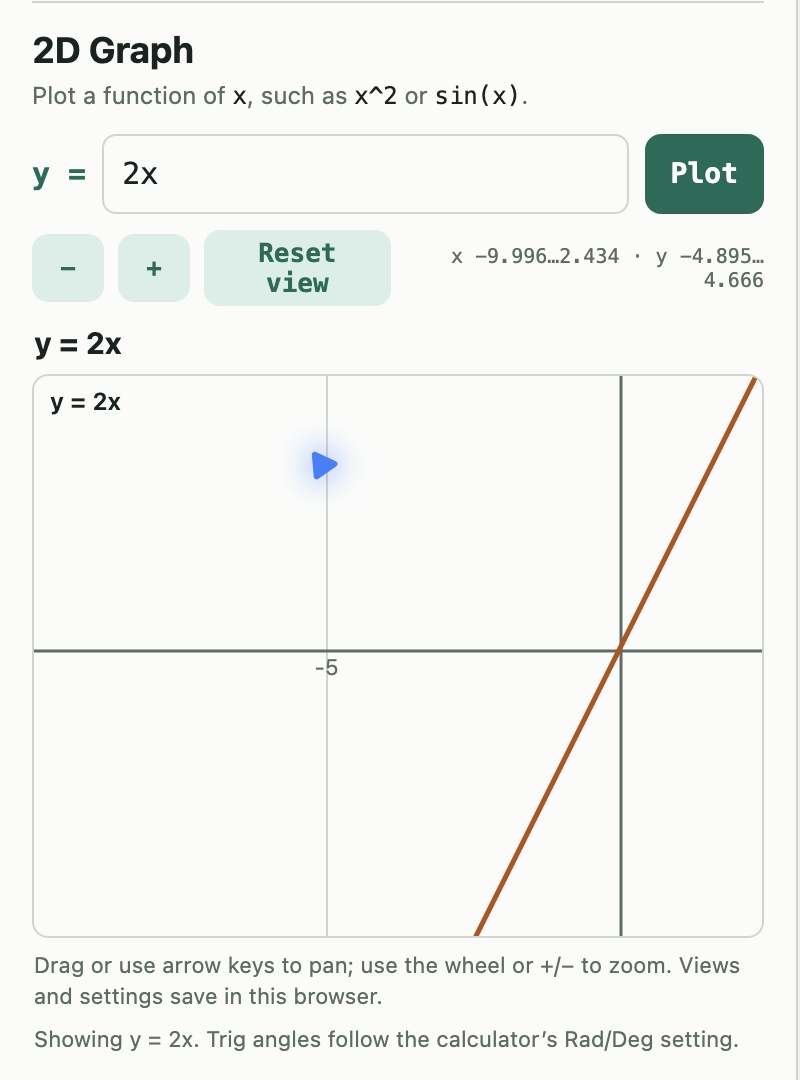 2D Graph
Plot a function of x, such as x^2 or sin(x).
y = 2x Plot
− + Reset view
x −9.996…2.434 · y −4.895…
4.666
y = 2x
y = 2x
-5
Drag or use arrow keys to pan; use the wheel or +/− to zoom. Views
and settings save in this browser.
Showing y = 2x. Trig angles follow the calculator’s Rad/Deg setting.